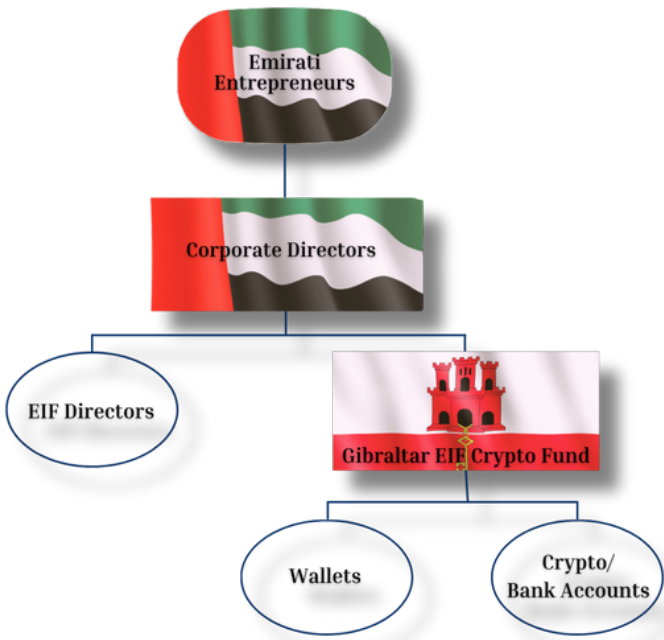 Emirati
Entrepreneurs
Corporate Directors
EIF Directors
Gibraltar EIF Crypto Fund
Wallets
Crypto/
Bank Accounts